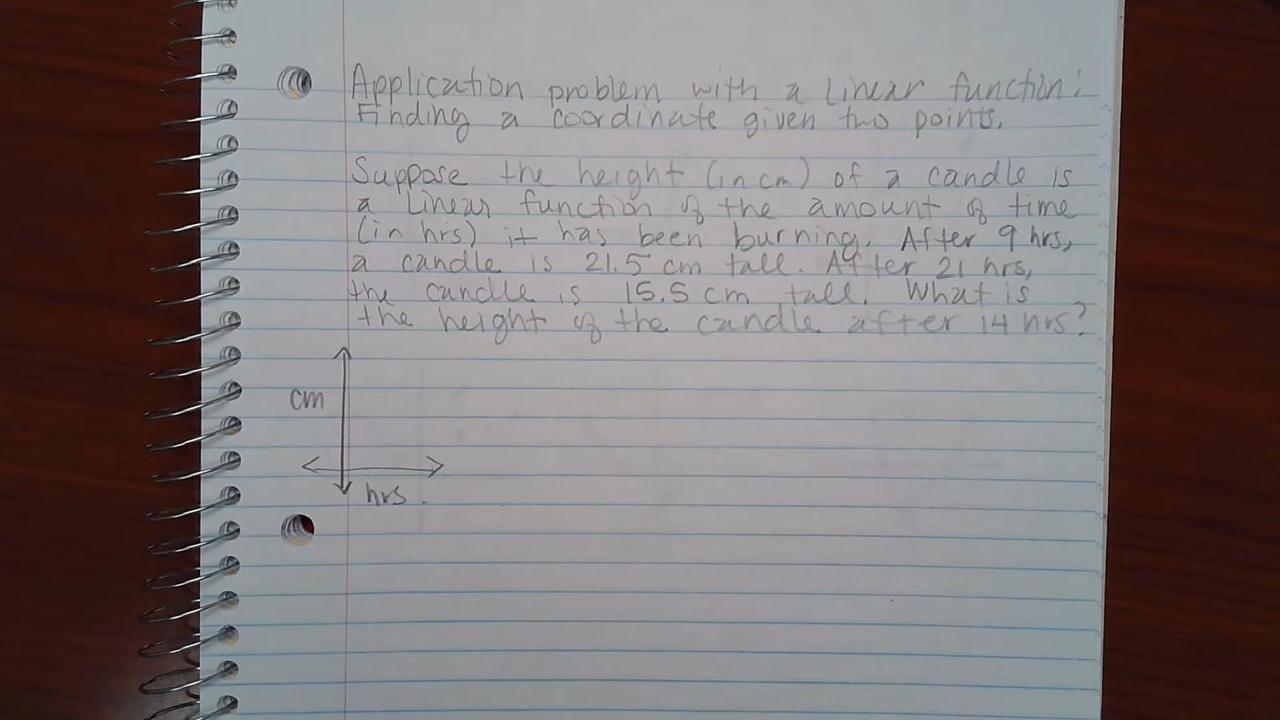 Application problem with a linear function:
Finding a coordinate given two points.
Suppose the height (in cm) of a candle is
a linear function of the amount of time
(in hrs) it has been burning. After 9 hrs,
a candle is 21.5 cm tall. After 21 hrs,
the candle is 15.5 cm tall. What is
the height of the candle after 14 hrs?
cm
hrs.